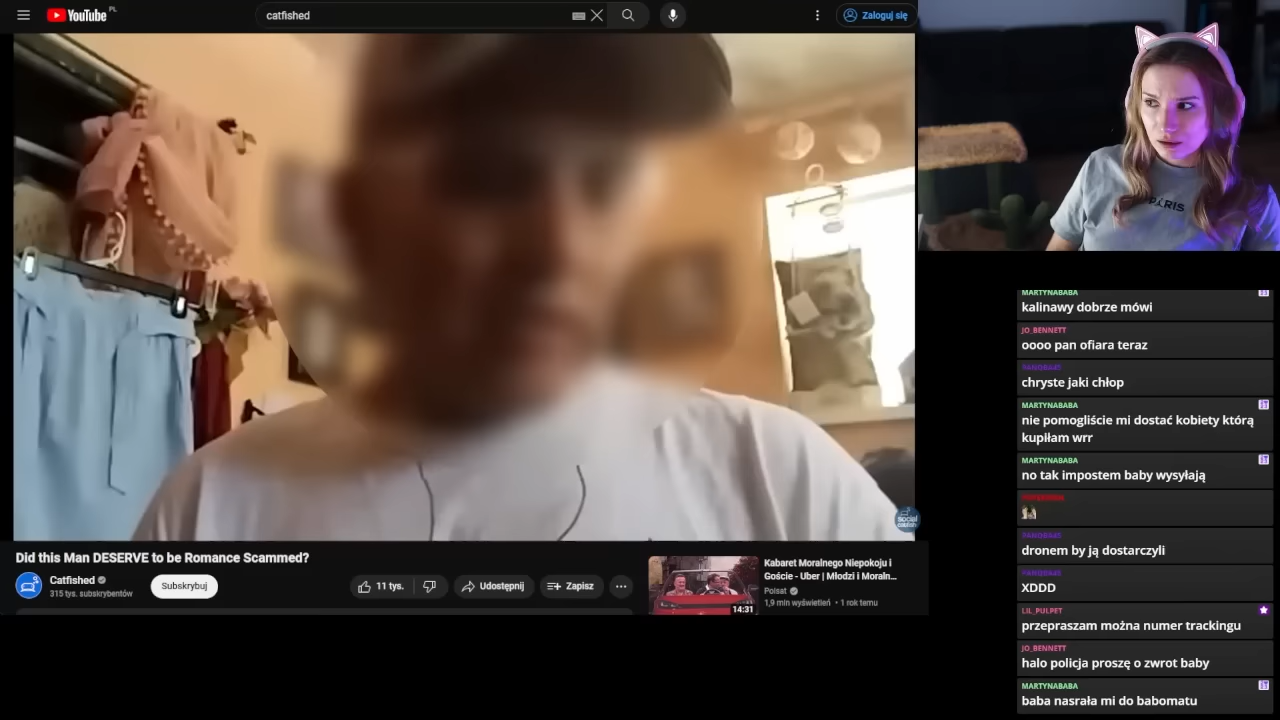 YouTube PL
catfished
Zaloguj się
PARIS
social catfish
Did this Man DESERVE to be Romance Scammed?
Catfished
315 tys. subskrybentów
Subskrybuj
11 tys.
Udostępnij
Zapisz
Kabaret Moralnego Niepokoju i
Goście - Uber | Młodzi i Moraln...
Polsat
1,9 mln wyświetleń • 1 rok temu
14:31
MARTYNABABA
kalinawy dobrze mówi
JO_BENNETT
oooo pan ofiara teraz
chryste jaki chłop
MARTYNABABA
nie pomogliście mi dostać kobiety którą
kupiłam wrr
MARTYNABABA
no tak impostem baby wysyłają
dronem by ją dostarczyli
XDDD
LIL_PULPET
przepraszam można numer trackingu
JO_BENNETT
halo policja proszę o zwrot baby
MARTYNABABA
baba nasrała mi do babomatu